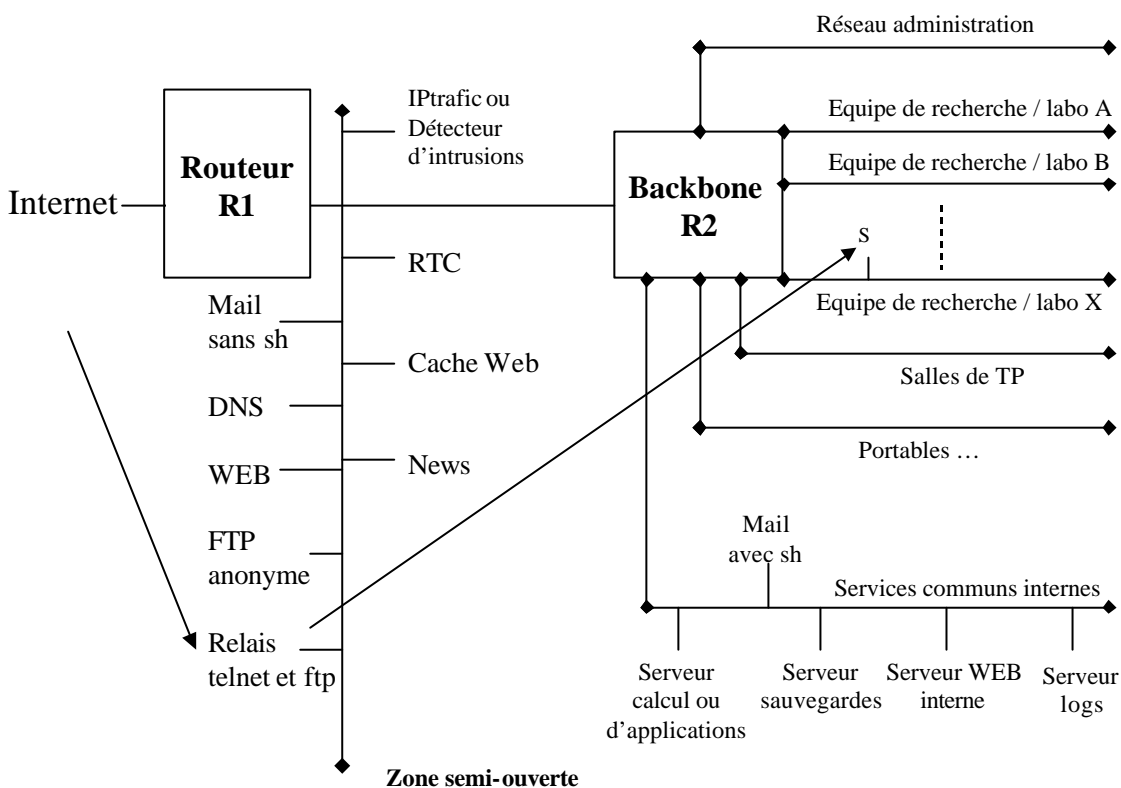 Réseau administration
IPtrafic ou
Détecteur
d'intrusions
Equipe de recherche / labo A
Routeur
R1
Equipe de recherche / labo B
Backbone
R2
Internet
S
RTC
Mail
sans sh
Equipe de recherche / labo X
Cache Web
Salles de TP
DNS
Portables …
WEB
News
FTP
anonyme
Mail
avec sh
Services communs internes
Relais
telnet et ftp
Serveur
calcul ou
d'applications
Serveur
sauvegardes
Serveur WEB
interne
Serveur
logs
Zone semi-ouverte